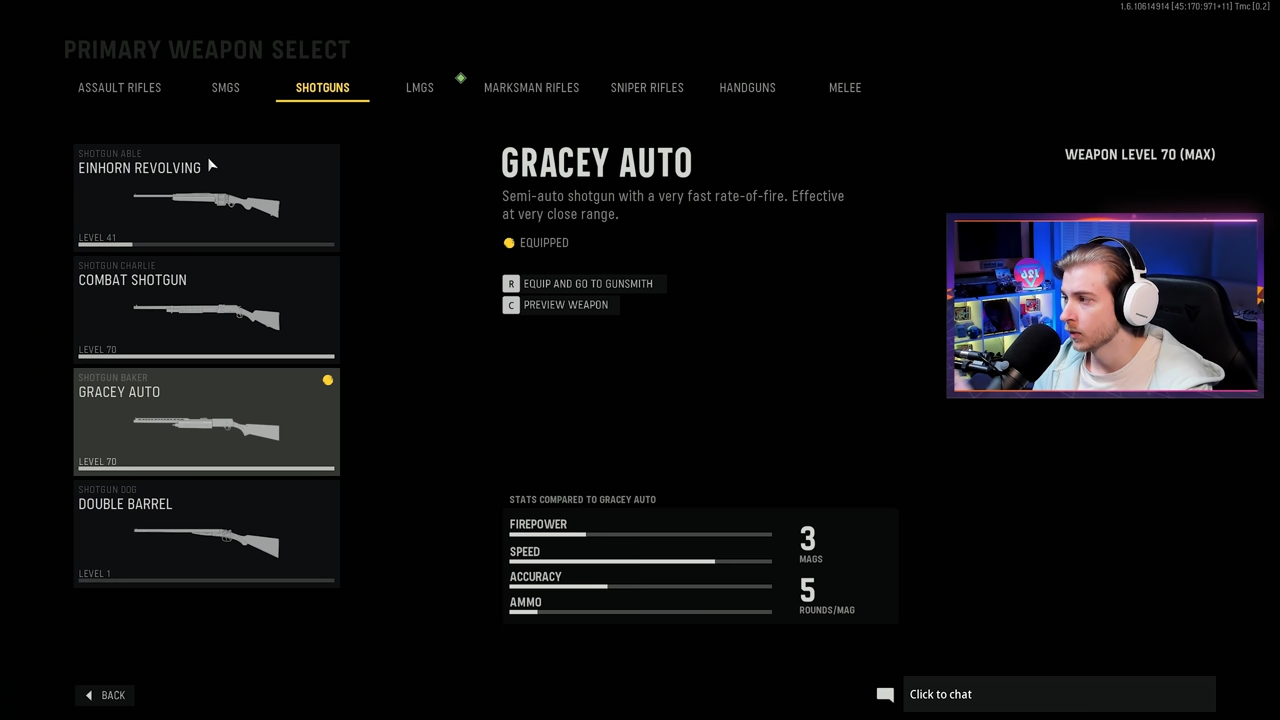 1.6.10614914 [45:170:971+11] Tmc [0.2]
PRIMARY WEAPON SELECT
ASSAULT RIFLES
SMGS
SHOTGUNS
LMGS
MARKSMAN RIFLES
SNIPER RIFLES
HANDGUNS
MELEE
SHOTGUN ABLE
EINHORN REVOLVING
LEVEL 41
SHOTGUN CHARLIE
COMBAT SHOTGUN
LEVEL 70
SHOTGUN BAKER
GRACEY AUTO
LEVEL 70
SHOTGUN DOG
DOUBLE BARREL
LEVEL 1
GRACEY AUTO
Semi-auto shotgun with a very fast rate-of-fire. Effective
at very close range.
EQUIPPED
R EQUIP AND GO TO GUNSMITH
C PREVIEW WEAPON
WEAPON LEVEL 70 (MAX)
STATS COMPARED TO GRACEY AUTO
FIREPOWER
SPEED
ACCURACY
AMMO
3
MAGS
5
ROUNDS/MAG
BACK
Click to chat